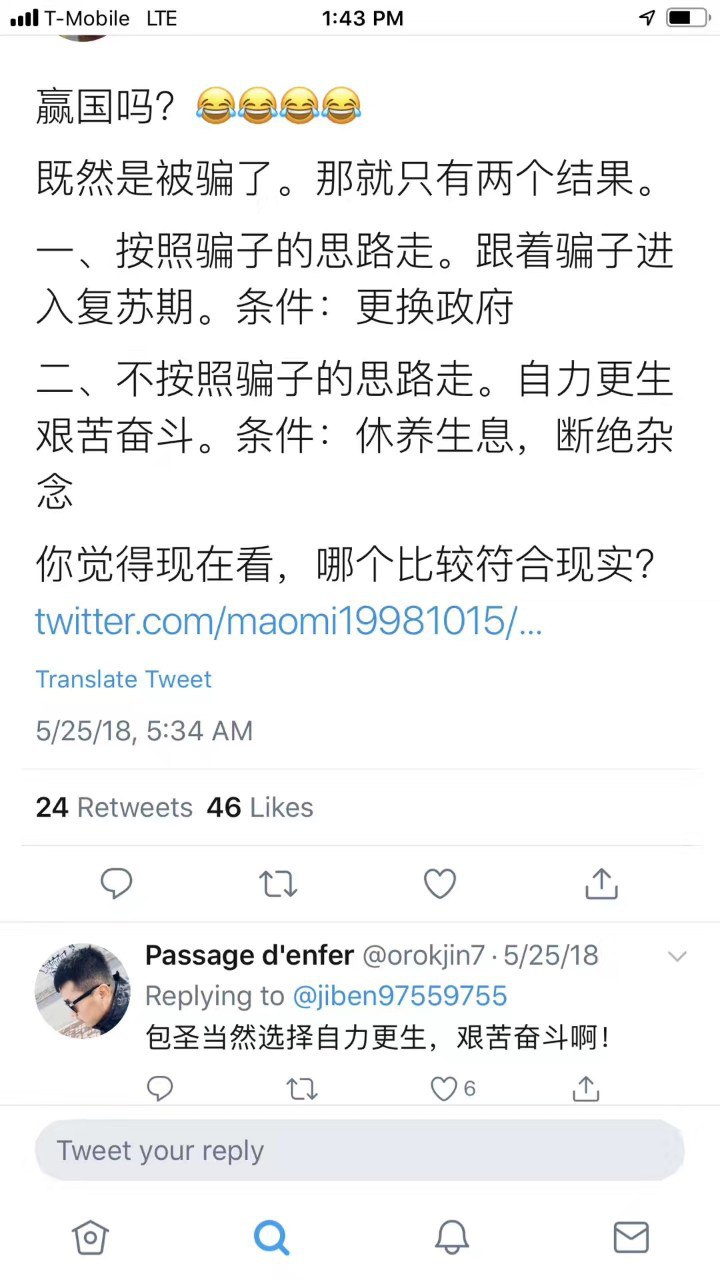 T-Mobile LTE 1:43 PM
赢国吗？😂😂😂😂
既然是被骗了。那就只有两个结果。
一、按照骗子的思路走。跟着骗子进
入复苏期。条件：更换政府
二、不按照骗子的思路走。自力更生
艰苦奋斗。条件：休养生息，断绝杂
念
你觉得现在看，哪个比较符合现实？
twitter.com/maomi19981015/...
Translate Tweet
5/25/18, 5:34 AM
24 Retweets 46 Likes
Passage d'enfer @orokjin7 · 5/25/18
Replying to @jiben97559755
包圣当然选择自力更生，艰苦奋斗啊！
6
Tweet your reply